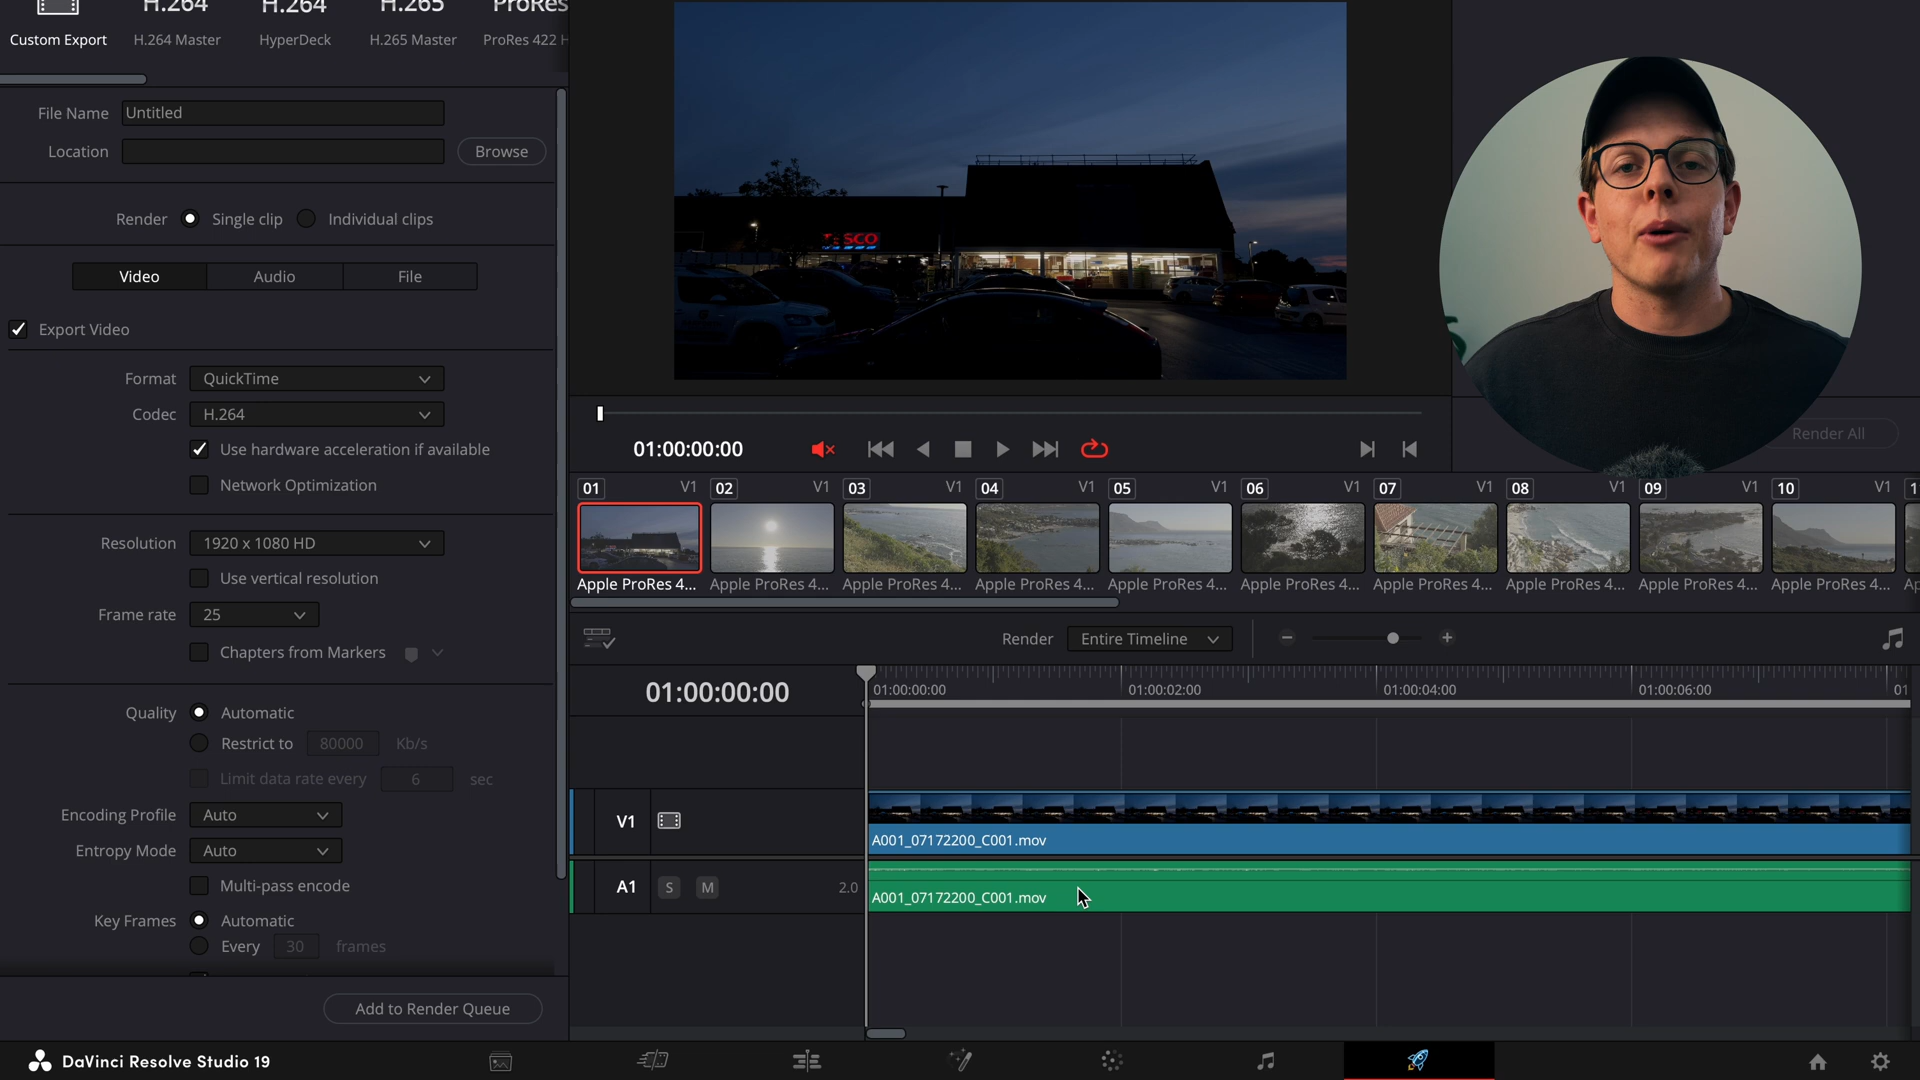 H.264
H.264
H.265
ProRes
Custom Export
H.264 Master
HyperDeck
H.265 Master
ProRes 422 H
File Name
Untitled
Location
Browse
Render
Single clip
Individual clips
Video
Audio
File
Export Video
Format
QuickTime
Codec
H.264
Use hardware acceleration if available
Network Optimization
Resolution
1920 x 1080 HD
Use vertical resolution
Frame rate
25
Chapters from Markers
Quality
Automatic
Restrict to
80000
Kb/s
Limit data rate every
6
sec
Encoding Profile
Auto
Entropy Mode
Auto
Multi-pass encode
Key Frames
Automatic
Every
30
frames
Add to Render Queue
TESCO
01:00:00:00
Render All
01 V1
02 V1
03 V1
04 V1
05 V1
06 V1
07 V1
08 V1
09 V1
10 V1
1
Apple ProRes 4...
Apple ProRes 4...
Apple ProRes 4...
Apple ProRes 4...
Apple ProRes 4...
Apple ProRes 4...
Apple ProRes 4...
Apple ProRes 4...
Apple ProRes 4...
Apple ProRes 4...
Ap
Render
Entire Timeline
01:00:00:00
01:00:00:00
01:00:02:00
01:00:04:00
01:00:06:00
01
V1
A001_07172200_C001.mov
A1
S
M
2.0
A001_07172200_C001.mov
DaVinci Resolve Studio 19